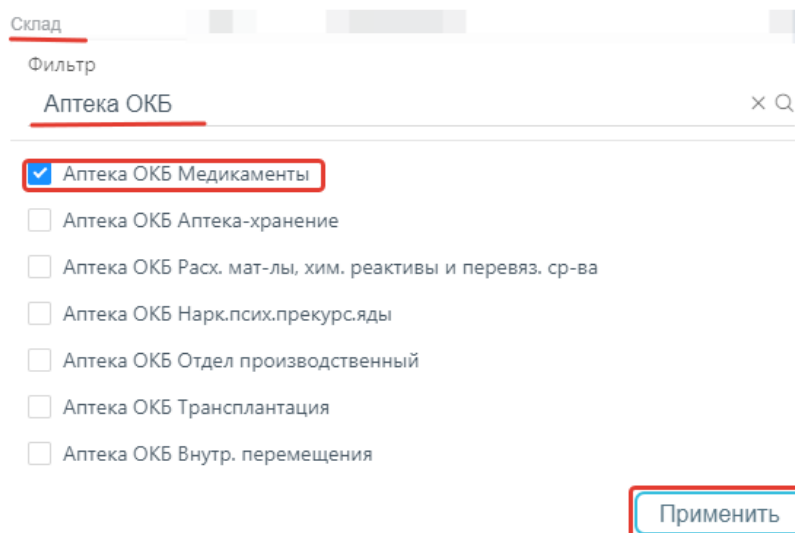 Склад
Фильтр
Аптека ОКБ
Аптека ОКБ Медикаменты
Аптека ОКБ Аптека-хранение
Аптека ОКБ Расх. мат-лы, хим. реактивы и перевяз. ср-ва
Аптека ОКБ Нарк.псих.прекурс.яды
Аптека ОКБ Отдел производственный
Аптека ОКБ Трансплантация
Аптека ОКБ Внутр. перемещения
Применить